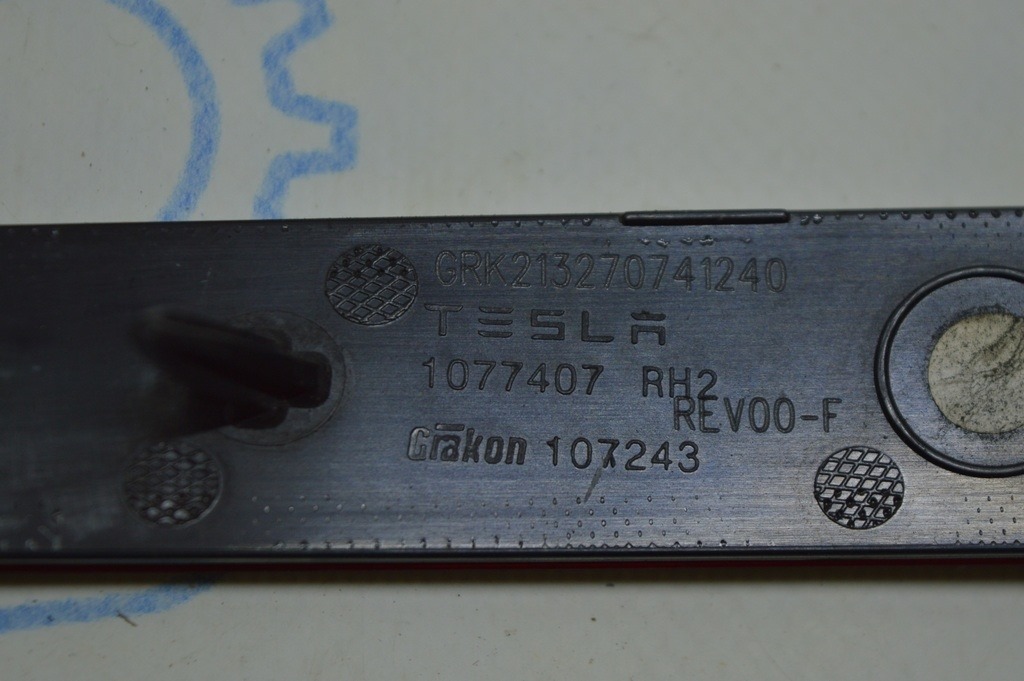 GRK213270741240
TESLA
1077407 RH2
REV00-F
Grakon 107243